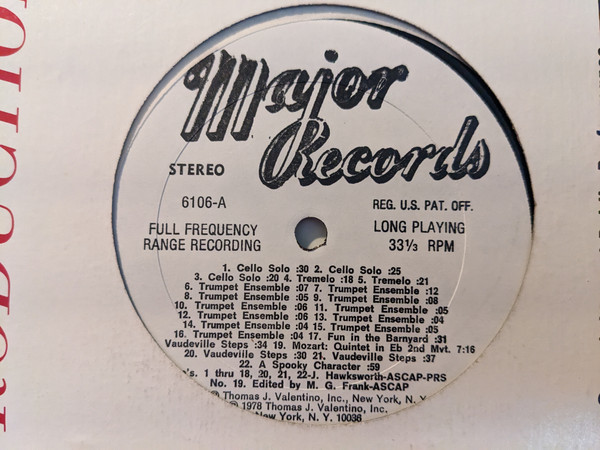 Major
Records
STEREO
6106-A
REG. U.S. PAT. OFF.
FULL FREQUENCY
RANGE RECORDING
LONG PLAYING
33⅓ RPM
1. Cello Solo :30 2. Cello Solo :25
3. Cello Solo :20 4. Tremelo :18 5. Tremelo :21
6. Trumpet Ensemble :07 7. Trumpet Ensemble :12
8. Trumpet Ensemble :05 9. Trumpet Ensemble :08
10. Trumpet Ensemble :06 11. Trumpet Ensemble :05
12. Trumpet Ensemble :06 13. Trumpet Ensemble :04
14. Trumpet Ensemble :04 15. Trumpet Ensemble :05
16. Trumpet Ensemble :04 17. Fun in the Barnyard :31
Vaudeville Steps :34 19. Mozart: Quintet in Eb 2nd Mvt. 7:16
20. Vaudeville Steps :30 21. Vaudeville Steps :37
22. A Spooky Character :59
's. 1 thru 18, 20, 21, 22-J. Hawksworth-ASCAP-PRS
No. 19. Edited by M. G. Frank-ASCAP
℗ Thomas J. Valentino, Inc., New York, N. Y.
© 1978 Thomas J. Valentino, Inc.
New York, N.Y. 10036